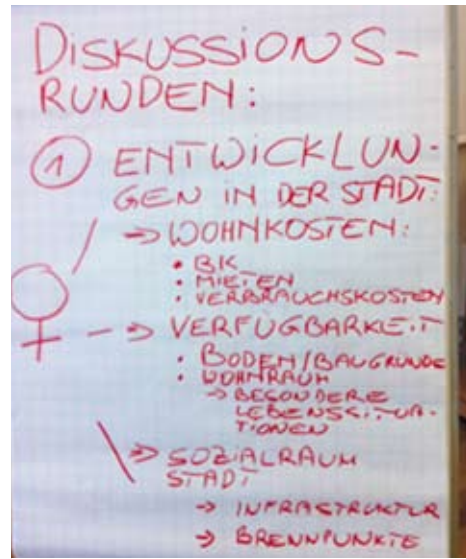 DISKUSSIONS-
RUNDEN:
① ENTWICKLUN-
GEN IN DER STADT:
→ WOHNKOSTEN:
• BK
• MIETEN
• VERBRAUCHSKOSTEN
→ VERFÜGBARKEIT
• BODEN/BAUGRÜNDE
• WOHNRAUM
→ BESONDERE
LEBENSSITUA-
TIONEN
→ SOZIALRAUM
STADT
→ INFRASTRUKTUR
→ BRENNPUNKTE